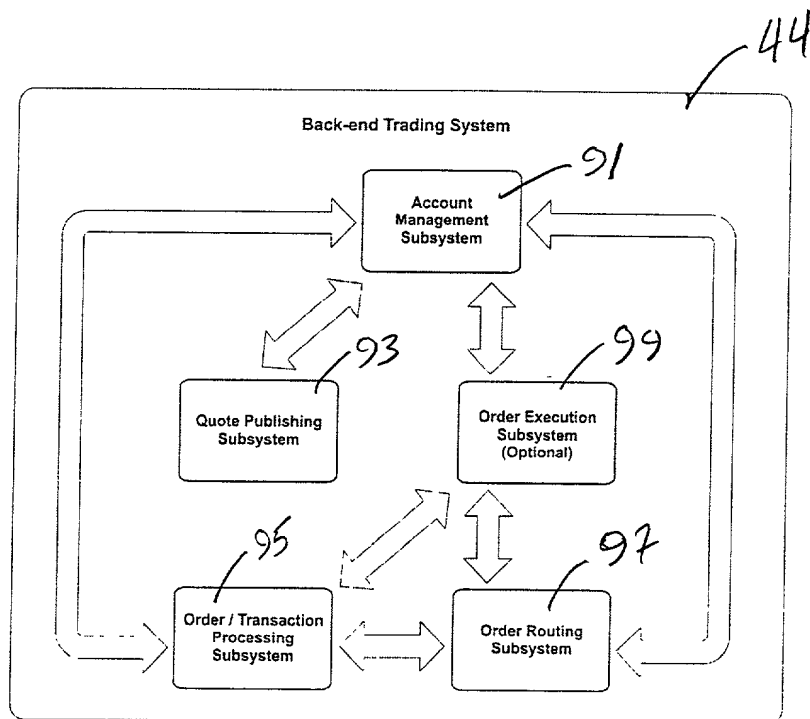 44
Back-end Trading System
91
Account
Management
Subsystem
93
99
Quote Publishing
Subsystem
Order Execution
Subsystem
(Optional)
95
97
Order / Transaction
Processing
Subsystem
Order Routing
Subsystem